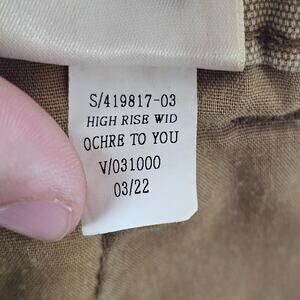 S/419817-03
HIGH RISE WID
OCHRE TO YOU
V/031000
03/22